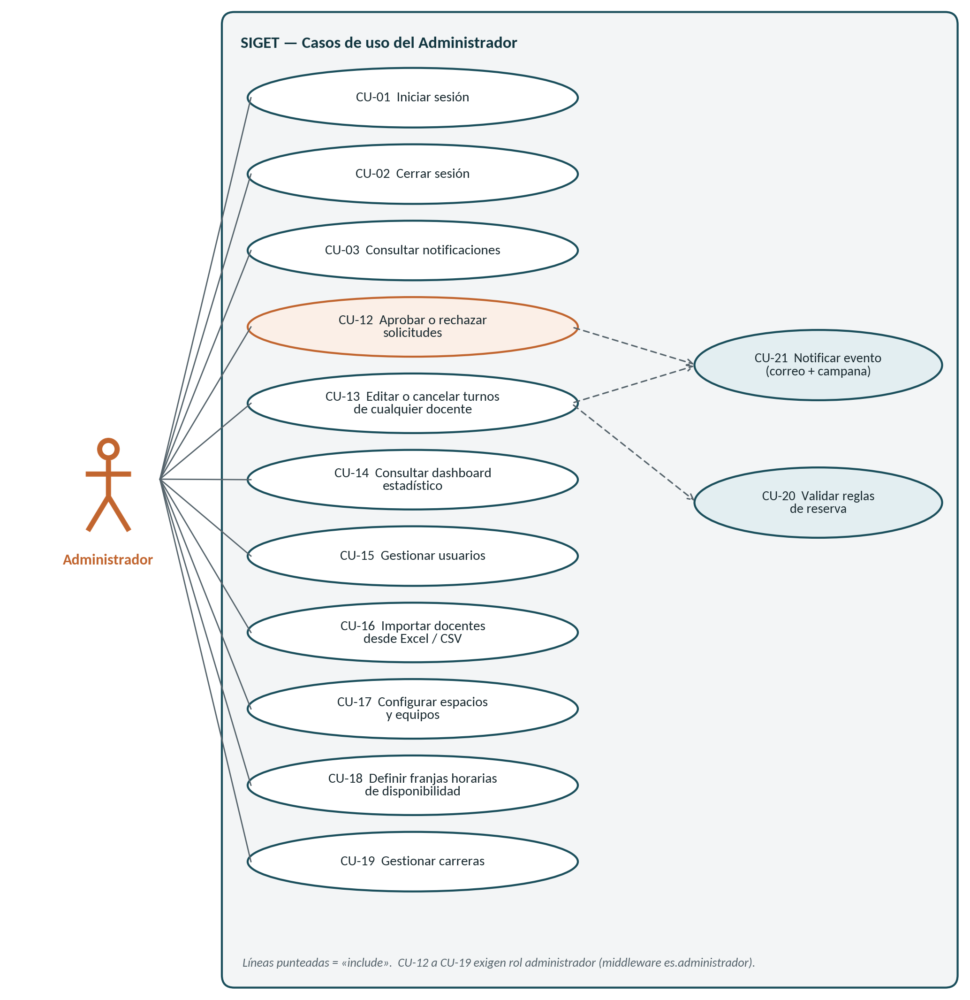 SIGET — Casos de uso del Administrador
CU-01 Iniciar sesión
CU-02 Cerrar sesión
CU-03 Consultar notificaciones
CU-12 Aprobar o rechazar
solicitudes
CU-21 Notificar evento
(correo + campana)
CU-13 Editar o cancelar turnos
de cualquier docente
CU-14 Consultar dashboard
estadístico
CU-20 Validar reglas
de reserva
Administrador
CU-15 Gestionar usuarios
CU-16 Importar docentes
desde Excel / CSV
CU-17 Configurar espacios
y equipos
CU-18 Definir franjas horarias
de disponibilidad
CU-19 Gestionar carreras
Líneas punteadas = «include». CU-12 a CU-19 exigen rol administrador (middleware es.administrador).